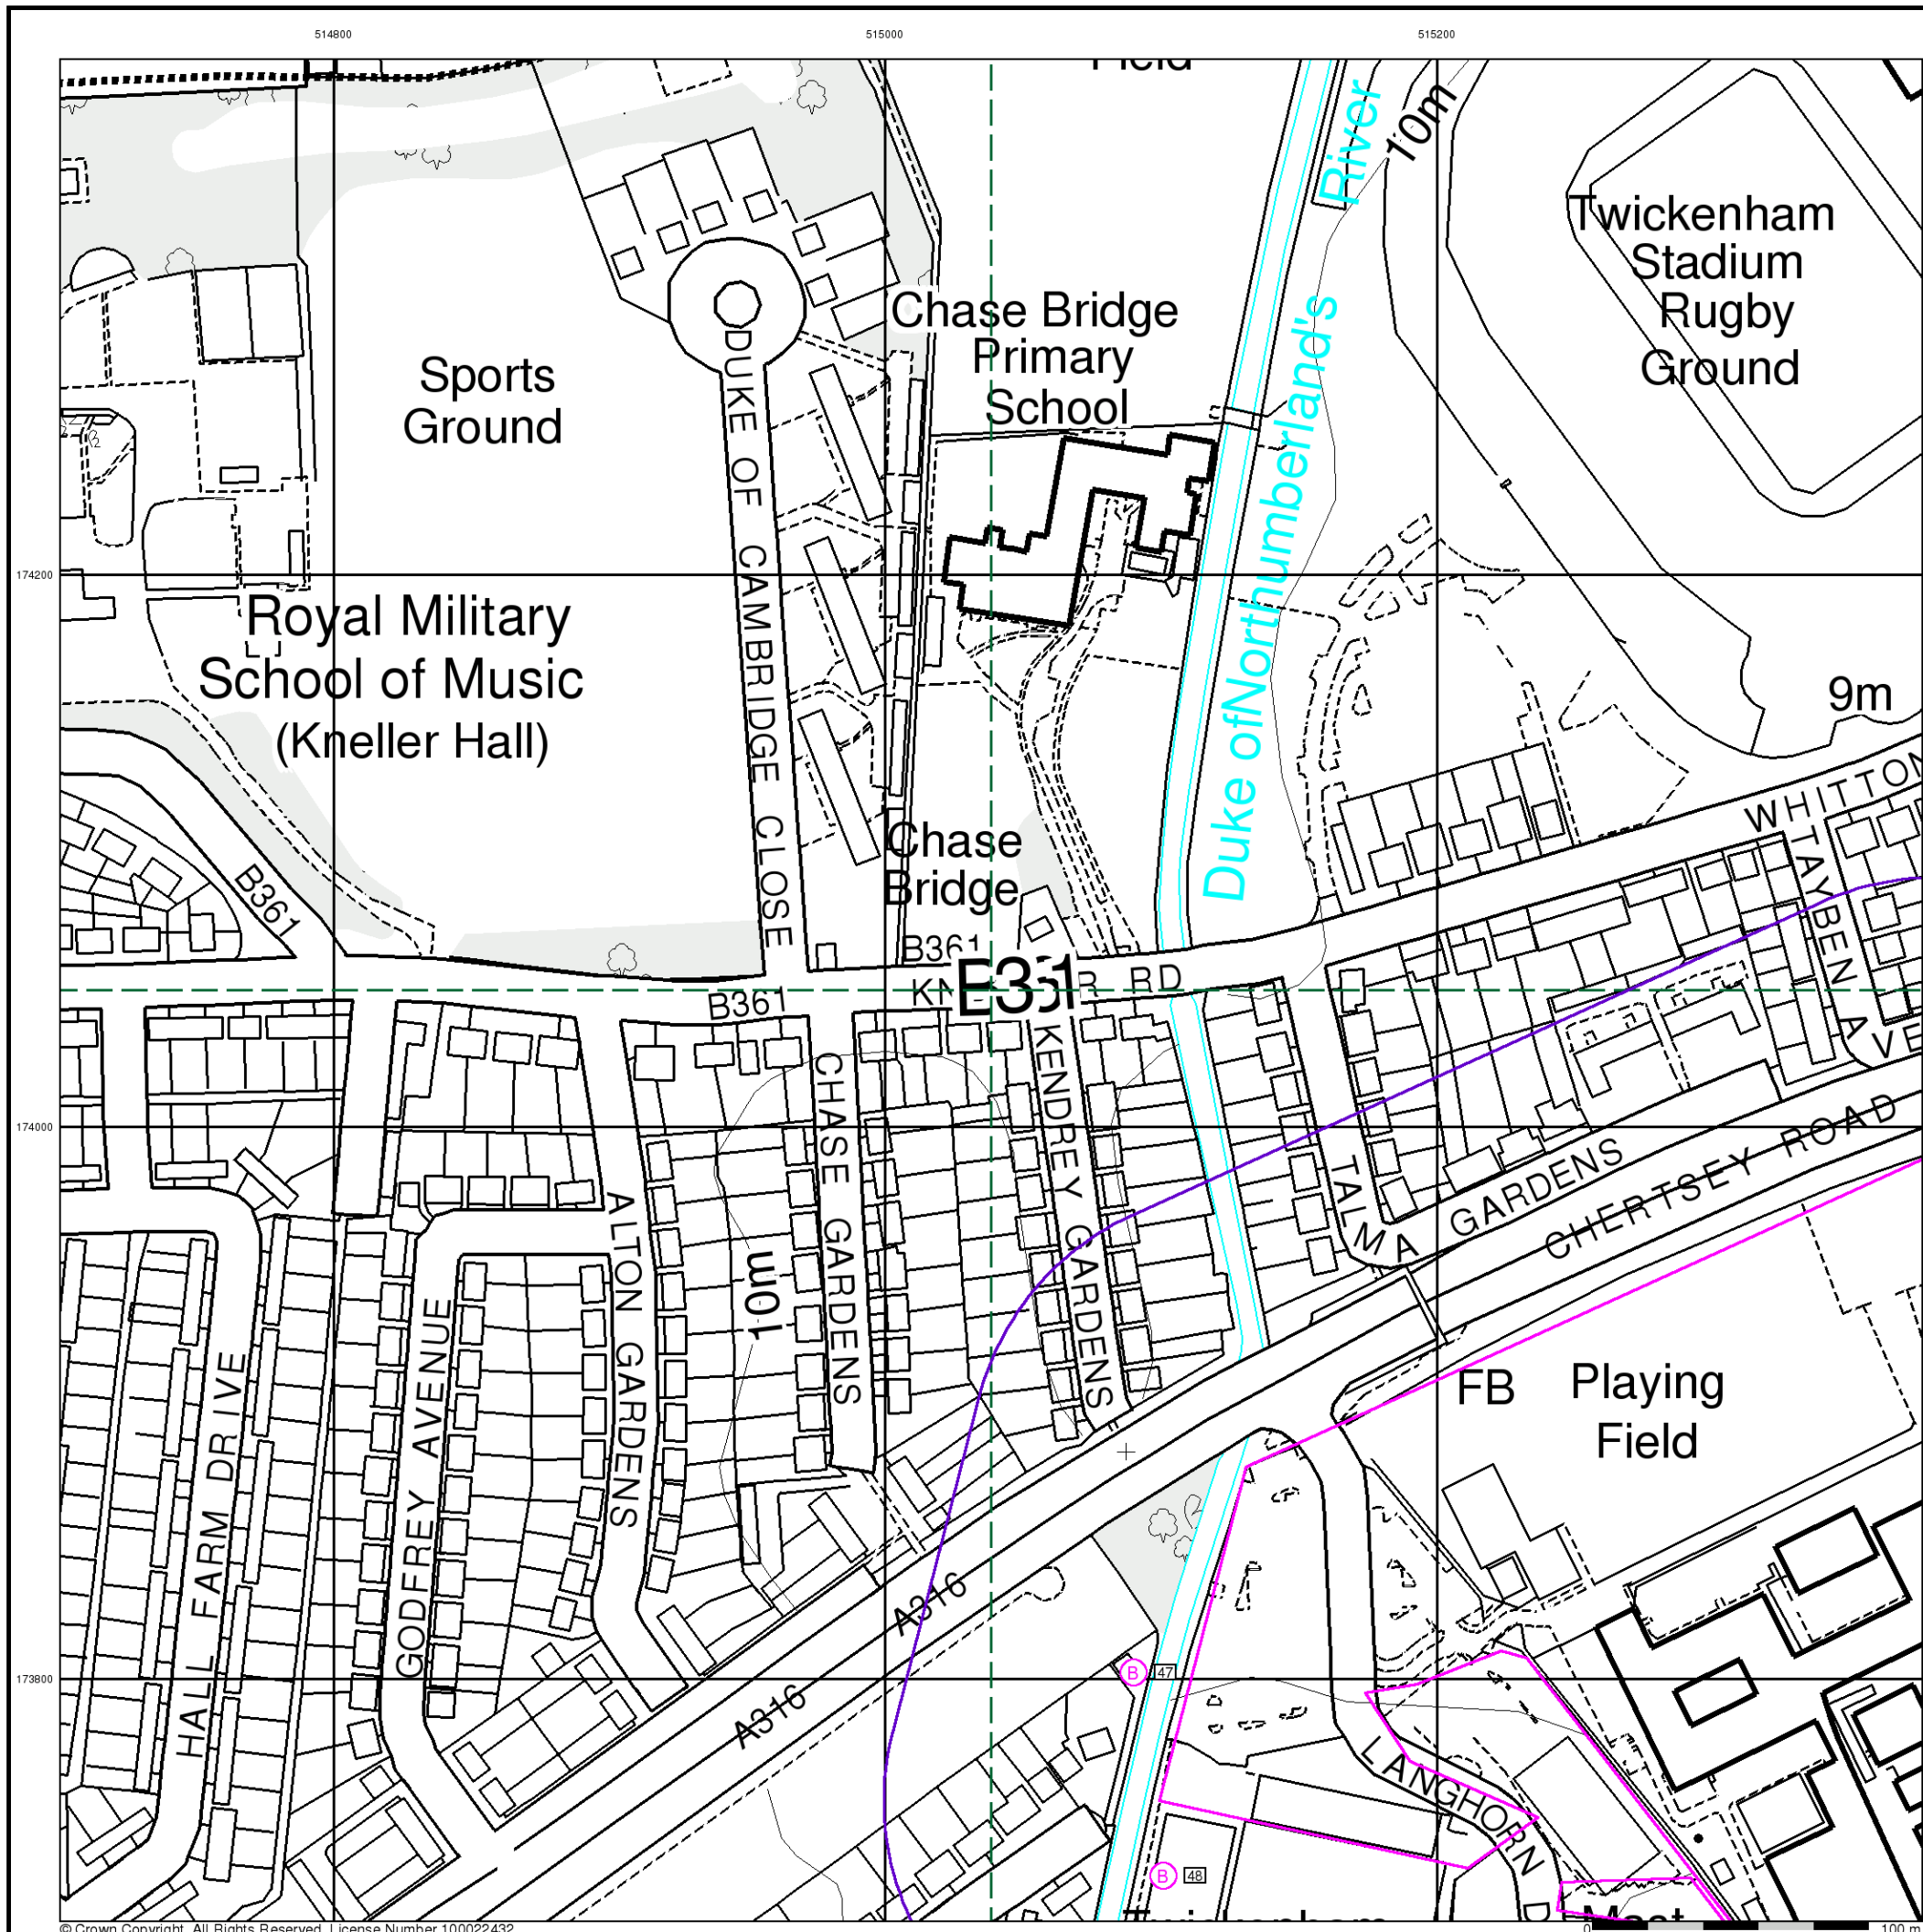 514800
515000
515200
River
10m
Twickenham
Stadium
Rugby
Ground
Chase Bridge
Primary
School
Sports
Ground
DUKE OF CAMBRIDGE CLOSE
Duke of Northumberland's
174200
Royal Military
School of Music
(Kneller Hall)
9m
WHITTON
Chase
Bridge
TAYBEN AVE
B361
B361
RD
B361
KENDREY GARDENS
CHASE GARDENS
174000
TALMA GARDENS
CHERTSEY ROAD
ALTON GARDENS
10m
GODFREY AVENUE
HALL FARM DRIVE
FB
Playing
Field
A316
A316
173800
B 47
LANGHORN D
B 48
© Crown Copyright. All Rights Reserved. License Number 100022432
0 100 m